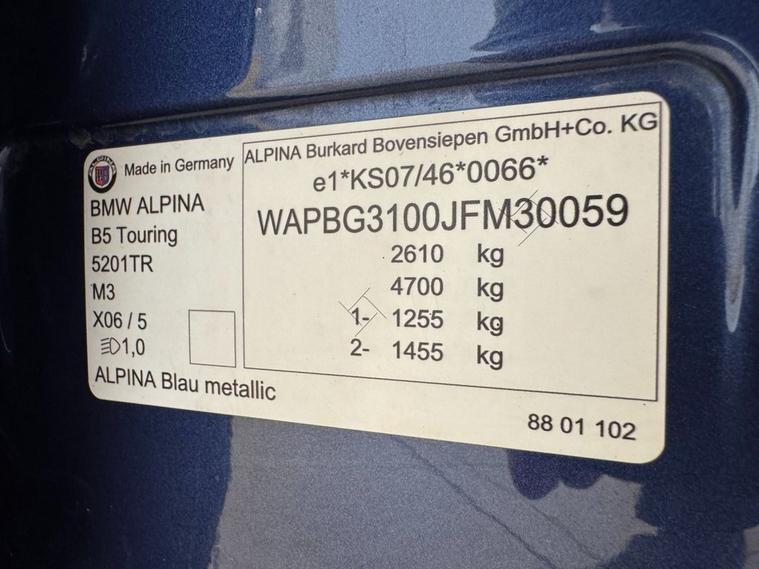 ALPINA
Made in Germany
BMW ALPINA
B5 Touring
5201TR
M3
X06 / 5
1,0
ALPINA Blau metallic
ALPINA Burkard Bovensiepen GmbH+Co. KG
e1*KS07/46*0066*
WAPBG3100JFM30059
2610 kg
4700 kg
1- 1255 kg
2- 1455 kg
88 01 102